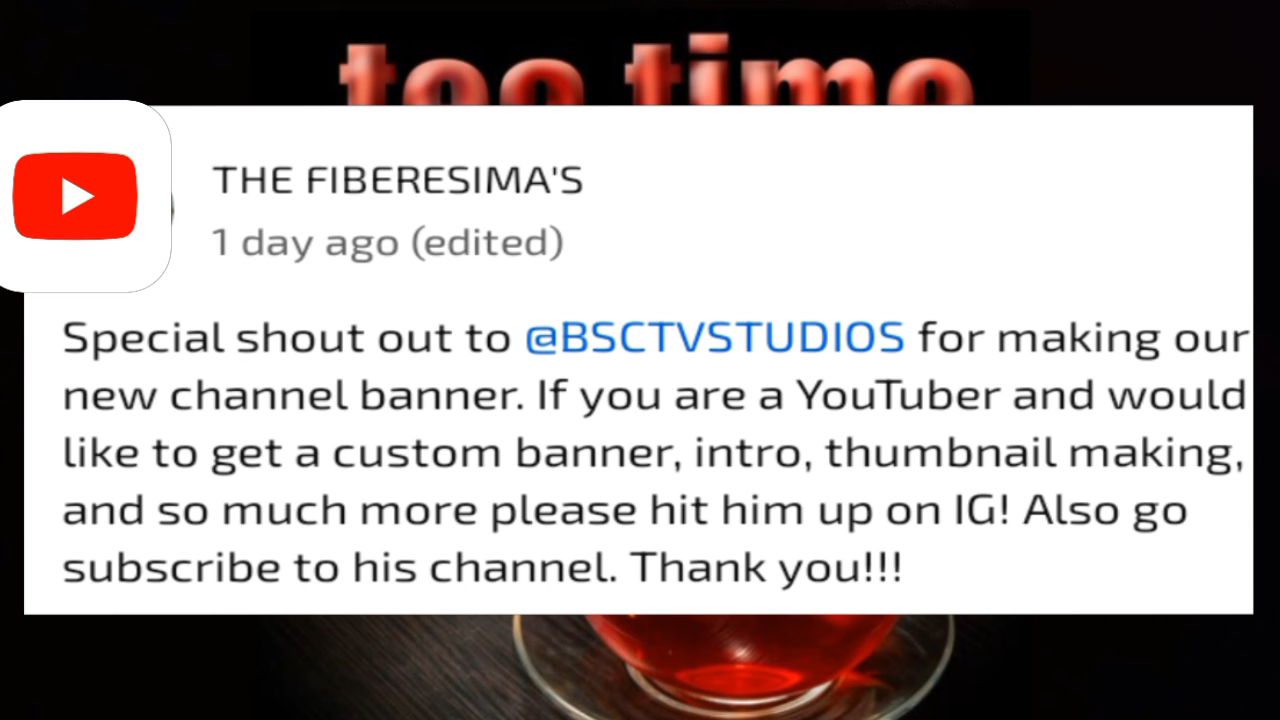 THE FIBERESIMA'S
1 day ago (edited)
Special shout out to @BSCTVSTUDIOS for making our
new channel banner. If you are a YouTuber and would
like to get a custom banner, intro, thumbnail making,
and so much more please hit him up on IG! Also go
subscribe to his channel. Thank you!!!